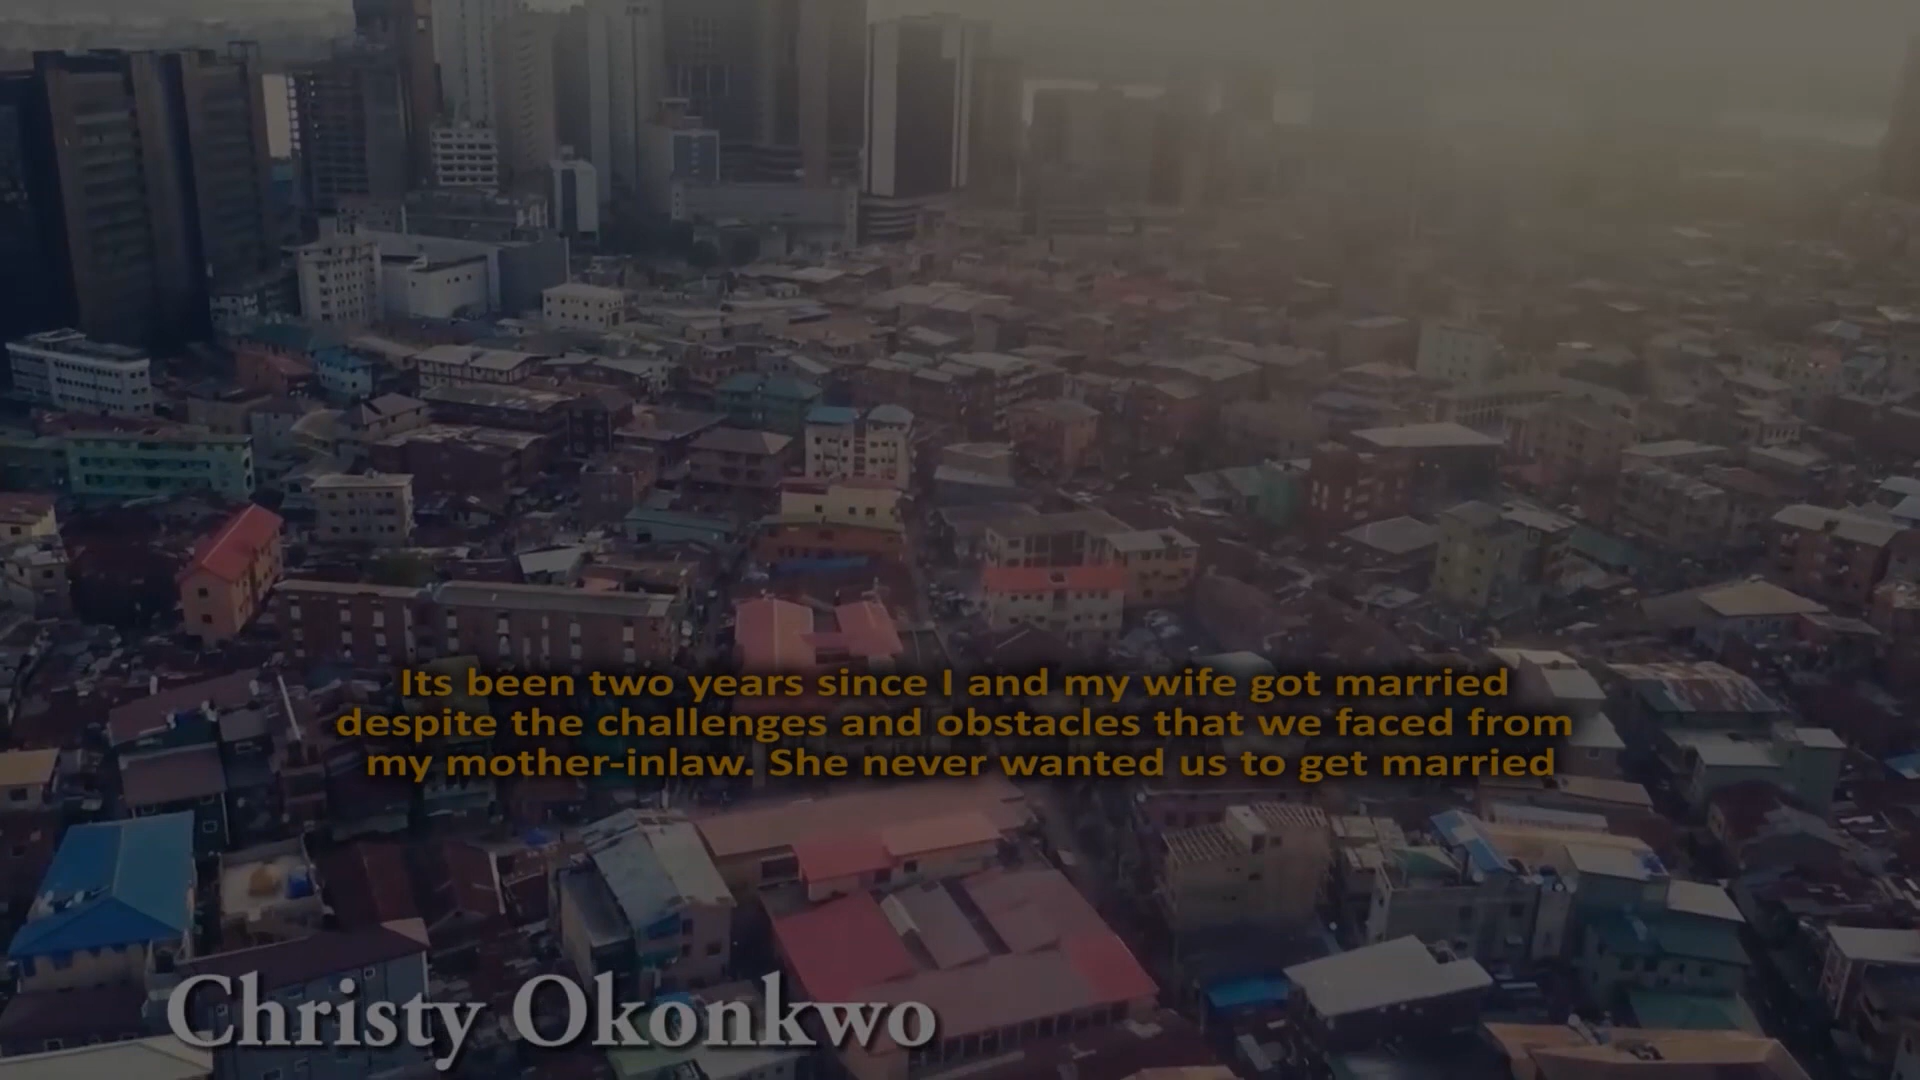 Its been two years since I and my wife got married
despite the challenges and obstacles that we faced from
my mother-inlaw. She never wanted us to get married
Christy Okonkwo